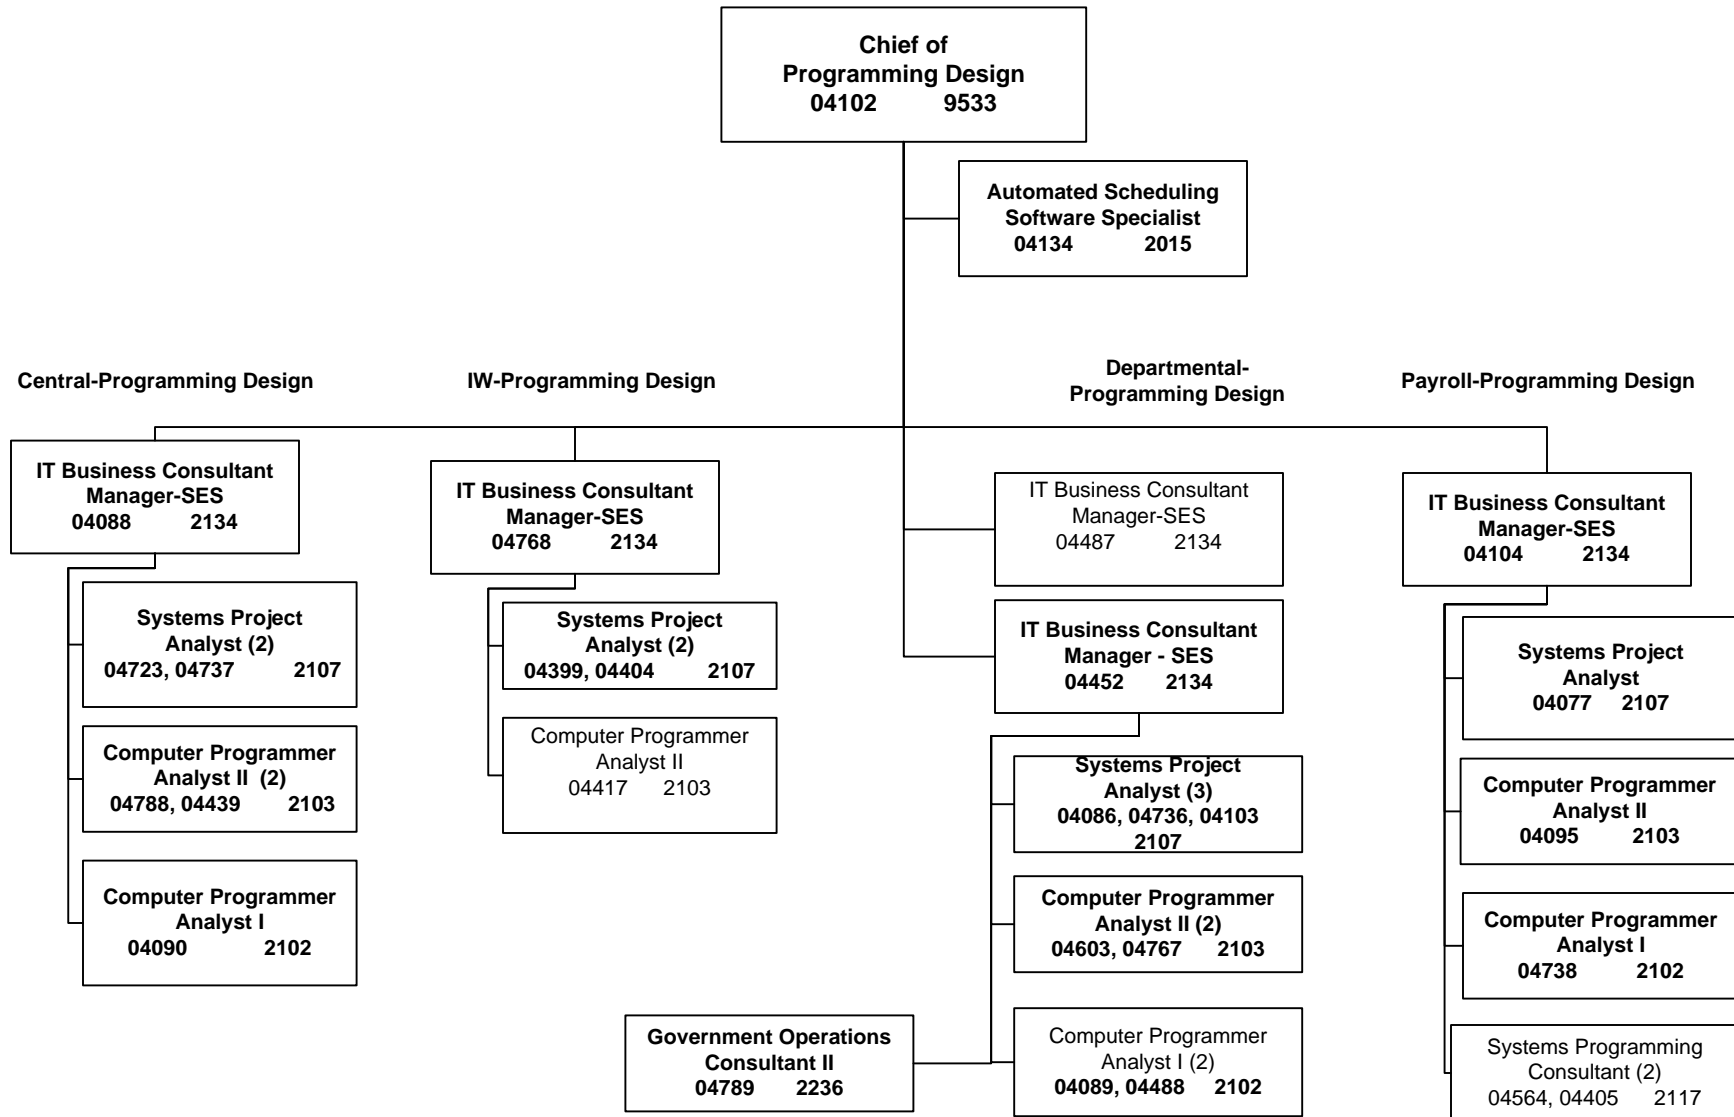 Chief of
Programming Design
04102 9533
Automated Scheduling
Software Specialist
04134 2015
Central-Programming Design
IW-Programming Design
Departmental-
Programming Design
Payroll-Programming Design
IT Business Consultant
Manager-SES
04088 2134
Systems Project
Analyst (2)
04723, 04737 2107
Computer Programmer
Analyst II (2)
04788, 04439 2103
Computer Programmer
Analyst I
04090 2102
IT Business Consultant
Manager-SES
04768 2134
Systems Project
Analyst (2)
04399, 04404 2107
Computer Programmer
Analyst II
04417 2103
IT Business Consultant
Manager-SES
04487 2134
IT Business Consultant
Manager - SES
04452 2134
Systems Project
Analyst (3)
04086, 04736, 04103
2107
Computer Programmer
Analyst II (2)
04603, 04767 2103
Government Operations
Consultant II
04789 2236
Computer Programmer
Analyst I (2)
04089, 04488 2102
IT Business Consultant
Manager-SES
04104 2134
Systems Project
Analyst
04077 2107
Computer Programmer
Analyst II
04095 2103
Computer Programmer
Analyst I
04738 2102
Systems Programming
Consultant (2)
04564, 04405 2117